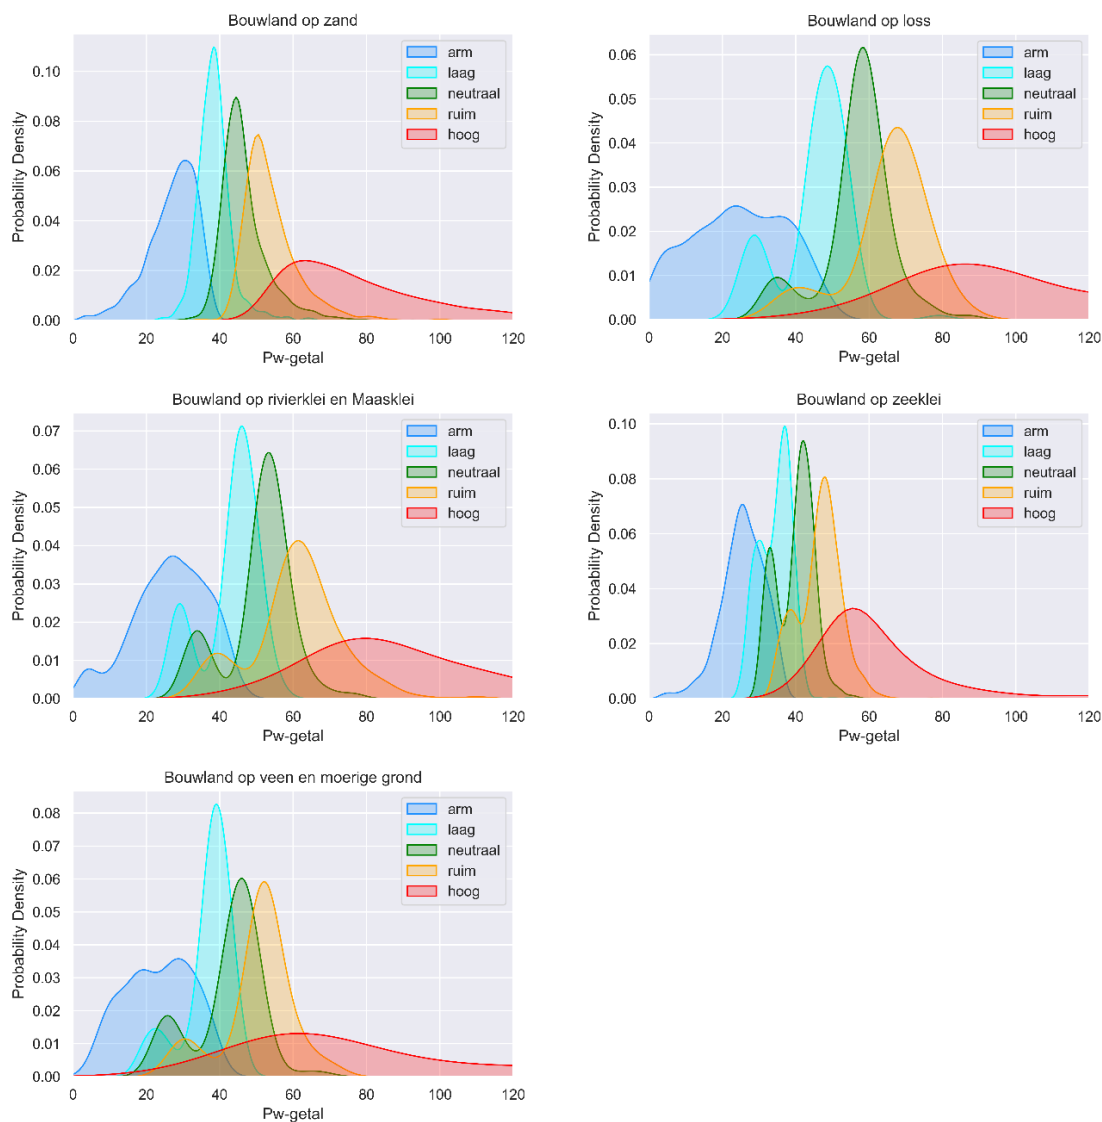 Bouwland op zand
Probability Density
0.10
0.08
0.06
0.04
0.02
0.00
0 20 40 60 80 100 120
Pw-getal
arm
laag
neutraal
ruim
hoog
Bouwland op loss
Probability Density
0.06
0.05
0.04
0.03
0.02
0.01
0.00
0 20 40 60 80 100 120
Pw-getal
arm
laag
neutraal
ruim
hoog
Bouwland op rivierklei en Maasklei
Probability Density
0.07
0.06
0.05
0.04
0.03
0.02
0.01
0.00
0 20 40 60 80 100 120
Pw-getal
arm
laag
neutraal
ruim
hoog
Bouwland op zeeklei
Probability Density
0.10
0.08
0.06
0.04
0.02
0.00
0 20 40 60 80 100 120
Pw-getal
arm
laag
neutraal
ruim
hoog
Bouwland op veen en moerige grond
Probability Density
0.08
0.07
0.06
0.05
0.04
0.03
0.02
0.01
0.00
0 20 40 60 80 100 120
Pw-getal
arm
laag
neutraal
ruim
hoog